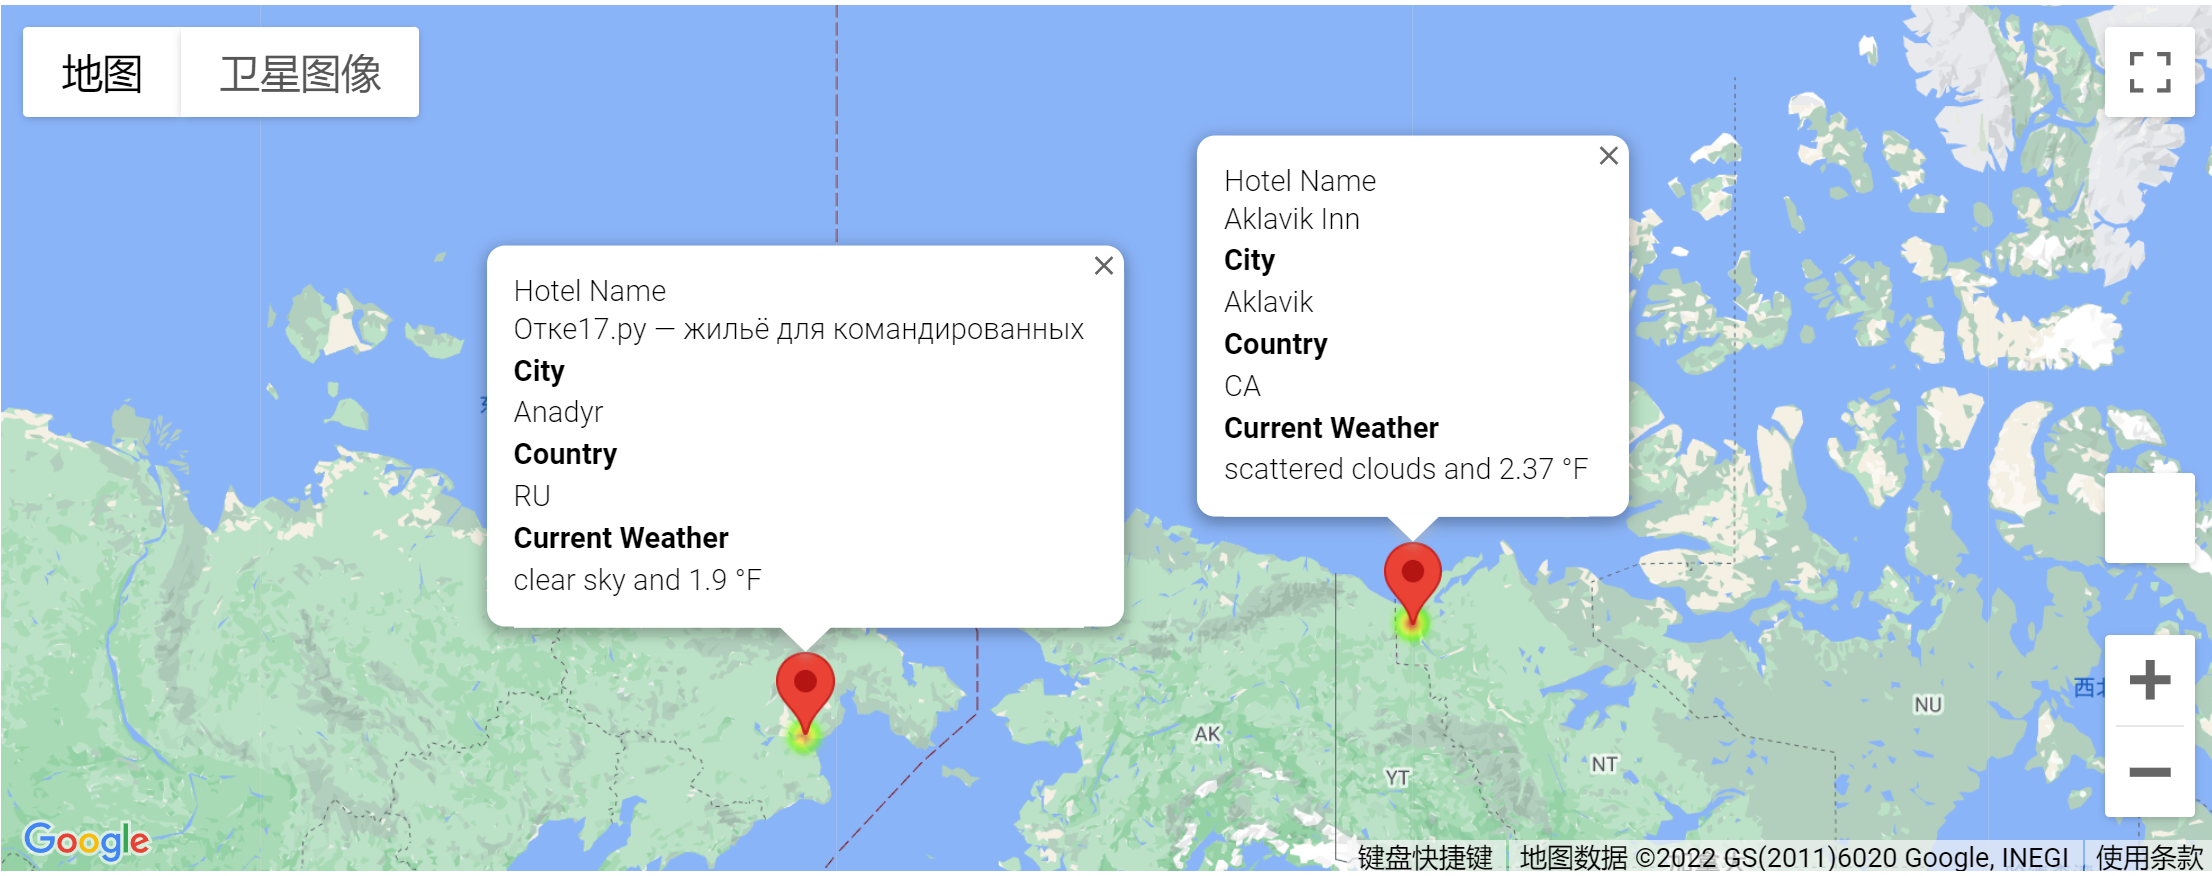 地图
卫星图像
Hotel Name
Отке17.ру — жильё для командированных
City
Anadyr
Country
RU
Current Weather
clear sky and 1.9 °F
Hotel Name
Aklavik Inn
City
Aklavik
Country
CA
Current Weather
scattered clouds and 2.37 °F
AK
YT
NT
NU
西北
Google
键盘快捷键
地图数据 ©2022 GS(2011)6020 Google, INEGI
使用条款